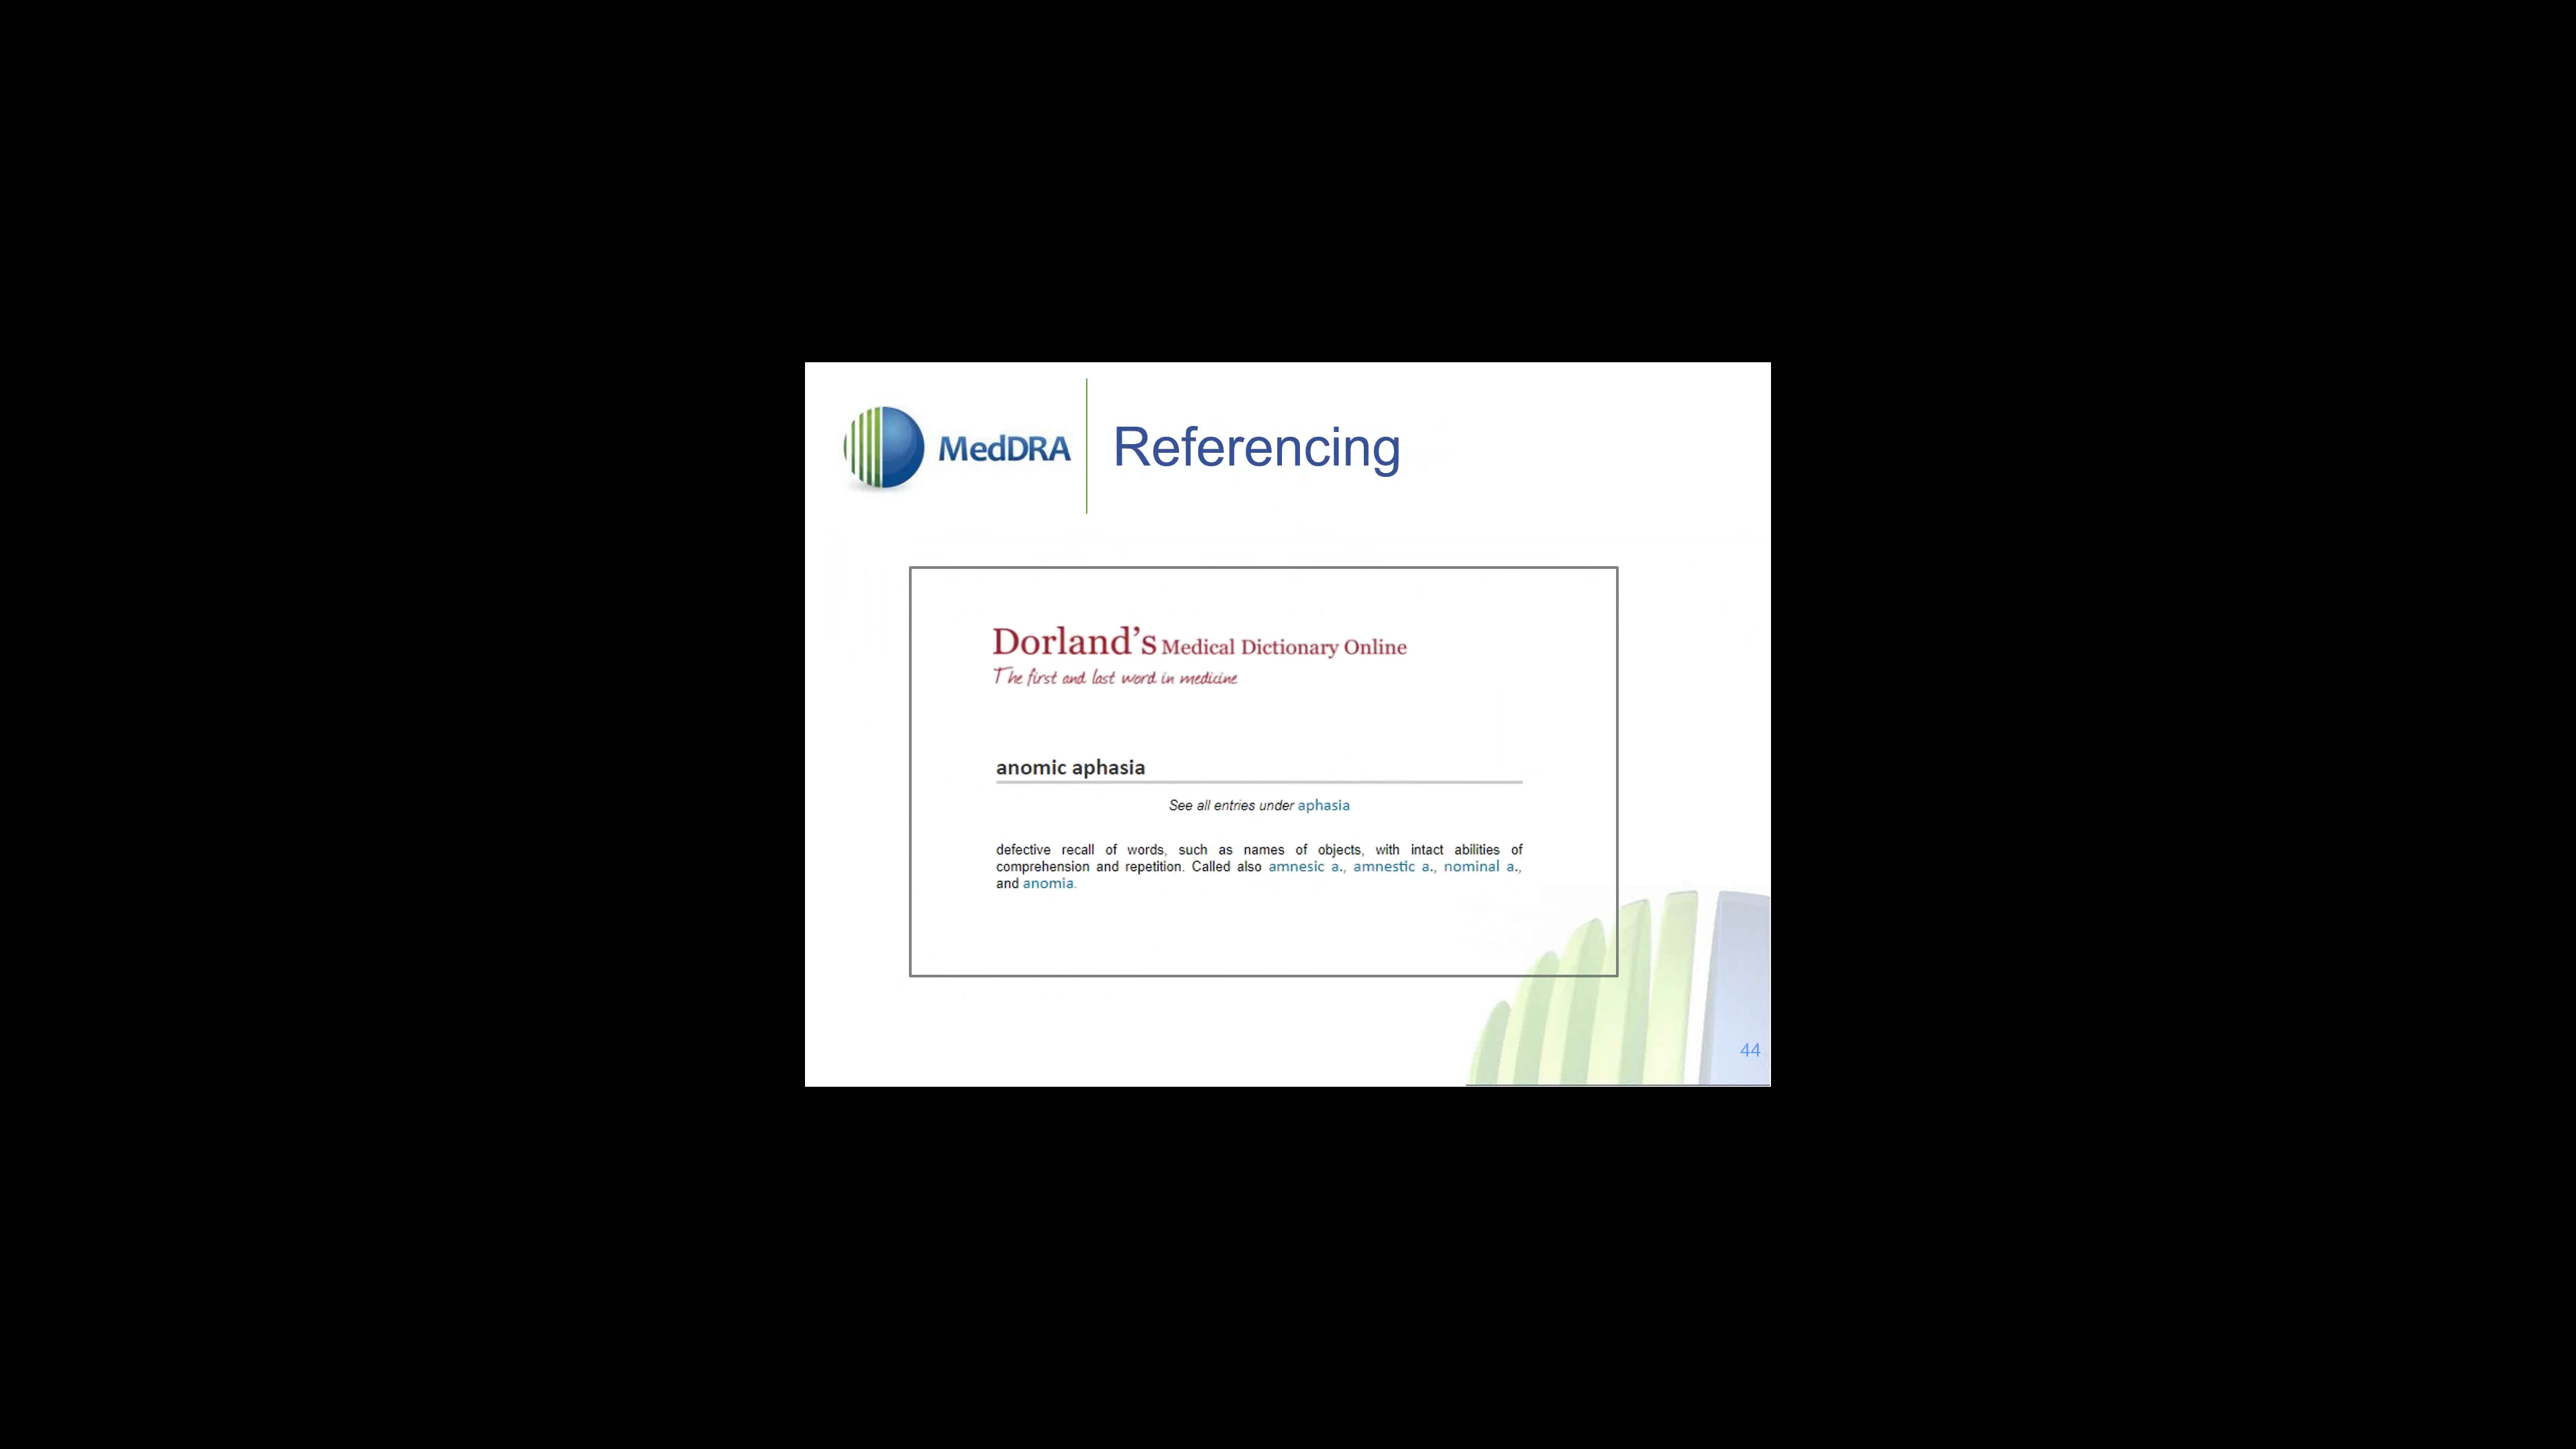 MedDRA
Referencing
Dorland's Medical Dictionary Online
The first and last word in medicine
anomic aphasia
See all entries under aphasia
defective recall of words, such as names of objects, with intact abilities of
comprehension and repetition. Called also amnesic a., amnestic a., nominal a.,
and anomia.
44